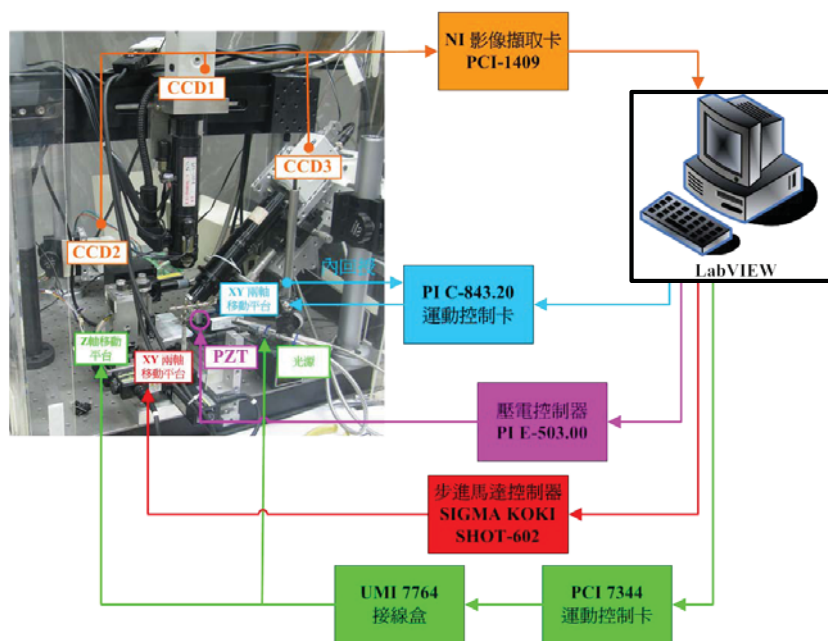 NI 影像擷取卡
PCI-1409
CCD1
CCD3
CCD2
LabVIEW
內回授
XY 兩軸
移動平台
PI C-843.20
運動控制卡
Z軸移動
平台
XY 兩軸
移動平台
PZT
光源
壓電控制器
PI E-503.00
步進馬達控制器
SIGMA KOKI
SHOT-602
UMI 7764
接線盒
PCI 7344
運動控制卡